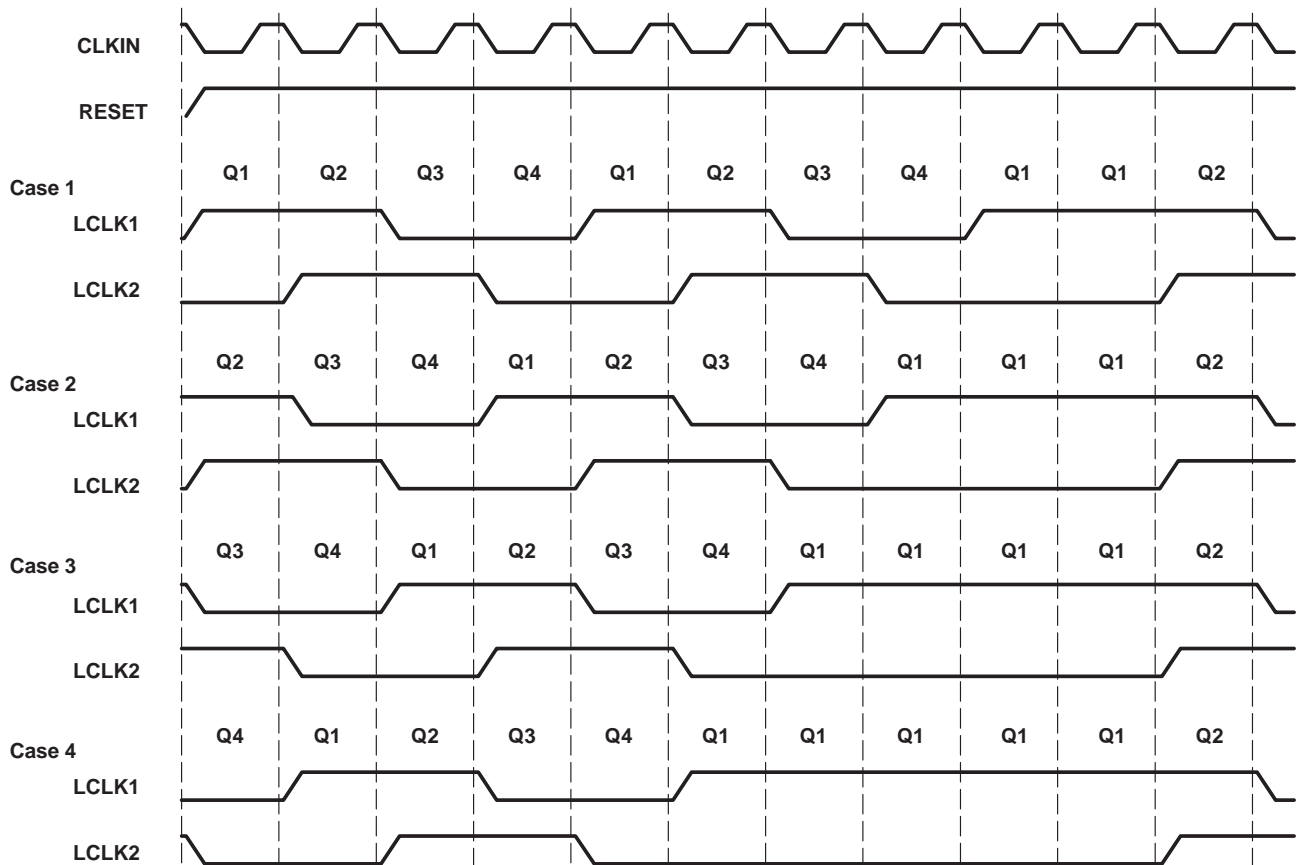 CLKIN
RESET
Q1 Q2 Q3 Q4 Q1 Q2 Q3 Q4 Q1 Q1 Q2
Case 1
LCLK1
LCLK2
Q2 Q3 Q4 Q1 Q2 Q3 Q4 Q1 Q1 Q1 Q2
Case 2
LCLK1
LCLK2
Q3 Q4 Q1 Q2 Q3 Q4 Q1 Q1 Q1 Q1 Q2
Case 3
LCLK1
LCLK2
Q4 Q1 Q2 Q3 Q4 Q1 Q1 Q1 Q1 Q1 Q2
Case 4
LCLK1
LCLK2